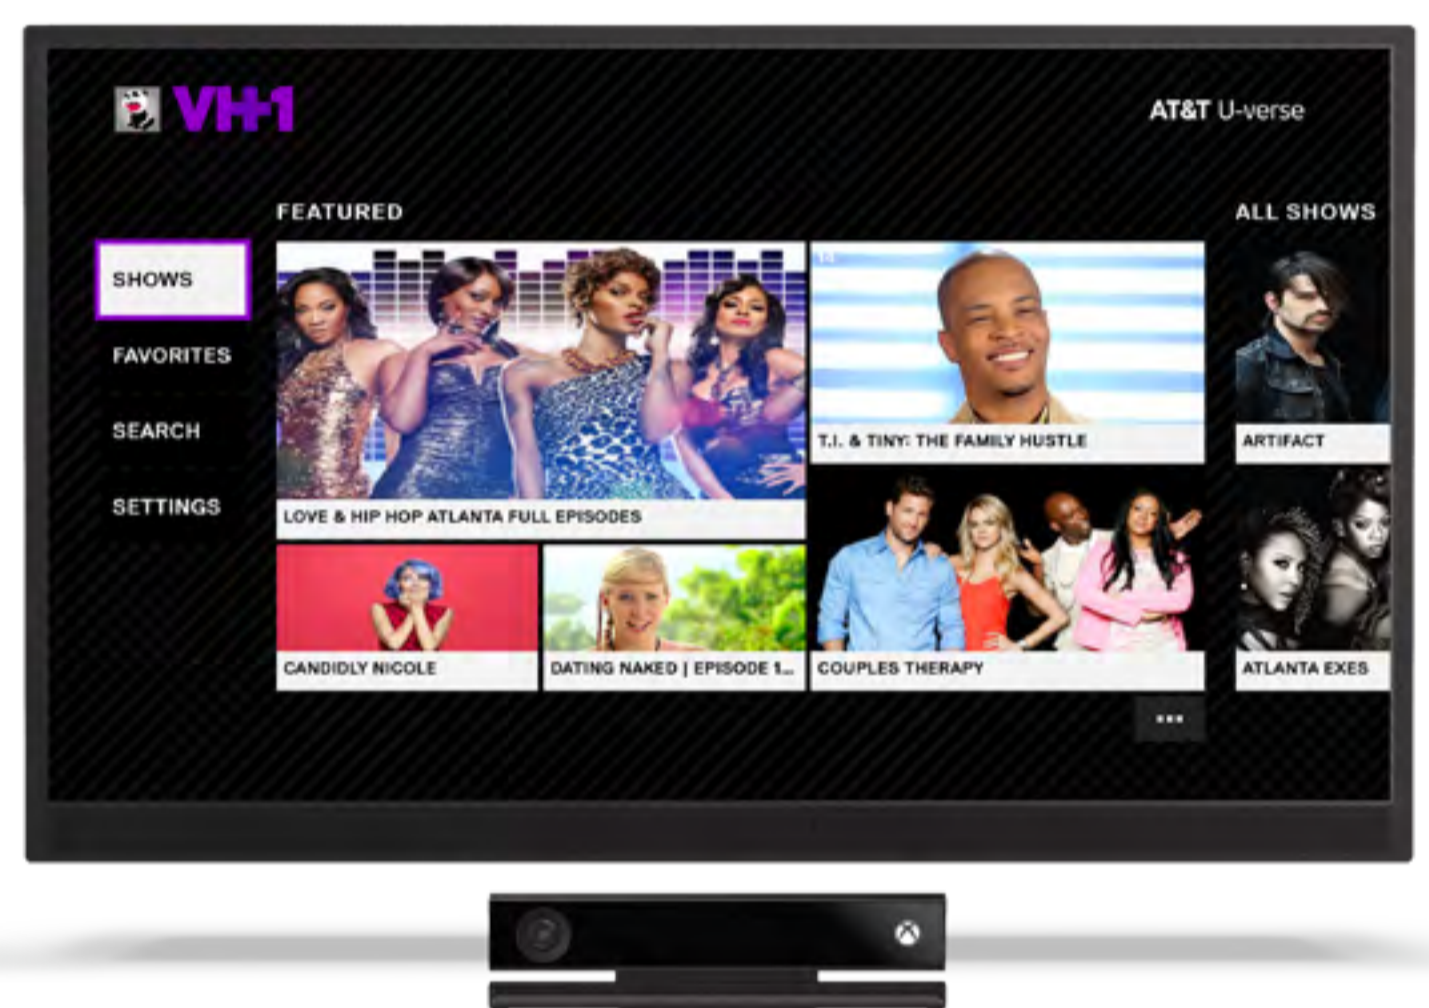 VH1
AT&T U-verse
FEATURED
ALL SHOWS
SHOWS
FAVORITES
SEARCH
SETTINGS
LOVE & HIP HOP ATLANTA FULL EPISODES
T.I. & TINY: THE FAMILY HUSTLE
ARTIFACT
CANDIDLY NICOLE
DATING NAKED | EPISODE 1...
COUPLES THERAPY
ATLANTA EXES